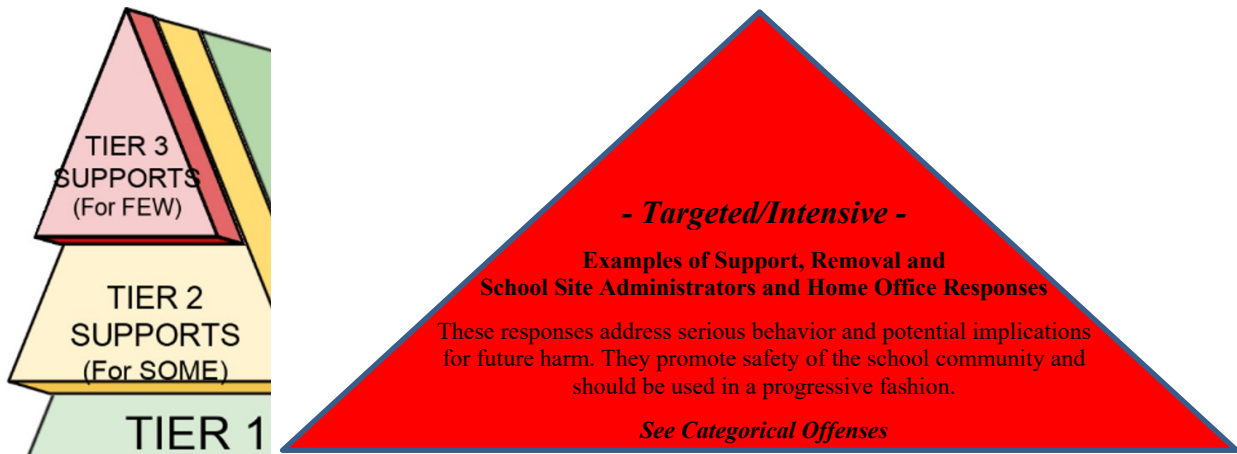 TIER 3
SUPPORTS
(For FEW)
TIER 2
SUPPORTS
(For SOME)
TIER 1
- Targeted/Intensive -
Examples of Support, Removal and
School Site Administrators and Home Office Responses
These responses address serious behavior and potential implications
for future harm. They promote safety of the school community and
should be used in a progressive fashion.
See Categorical Offenses